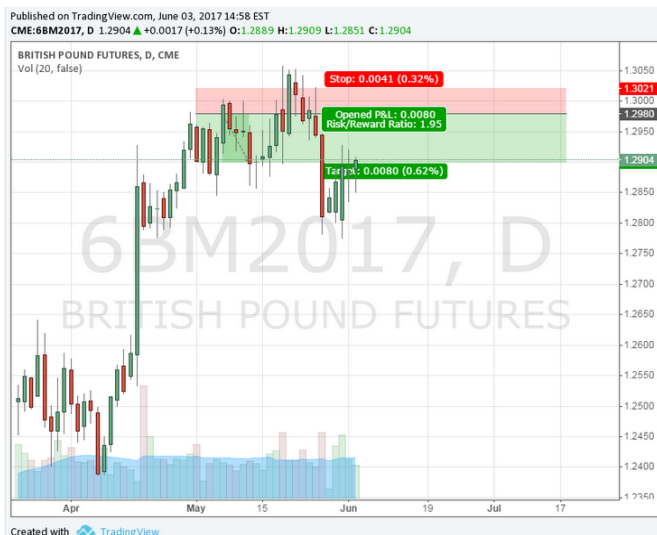 Published on TradingView.com, June 03, 2017 14:58 EST
CME:6BM2017, D 1.2904 ▲ +0.0017 (+0.13%) O:1.2889 H:1.2909 L:1.2851 C:1.2904
BRITISH POUND FUTURES, D, CME
Vol (20, false)
1.3050
Stop: 0.0041 (0.32%)
1.3021
1.3000
Opened P&L: 0.0080
1.2980
Risk/Reward Ratio: 1.95
1.2950
1.2904
Target: 0.0080 (0.62%)
1.2850
1.2800
6BM2017, D
1.2750
1.2700
BRITISH POUND FUTURES
1.2650
1.2600
1.2550
1.2500
1.2450
1.2400
1.2350
Apr May 15 Jun 19 Jul 17
Created with TradingView